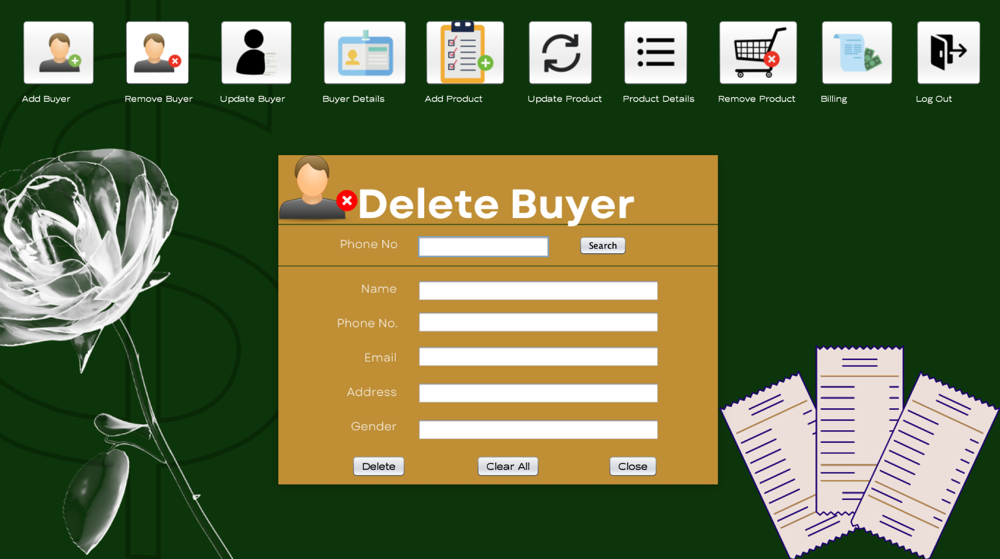 Add Buyer
Remove Buyer
Update Buyer
Buyer Details
Add Product
Update Product
Product Details
Remove Product
Billing
Log Out
Delete Buyer
Phone No
Search
Name
Phone No.
Email
Address
Gender
Delete
Clear All
Close